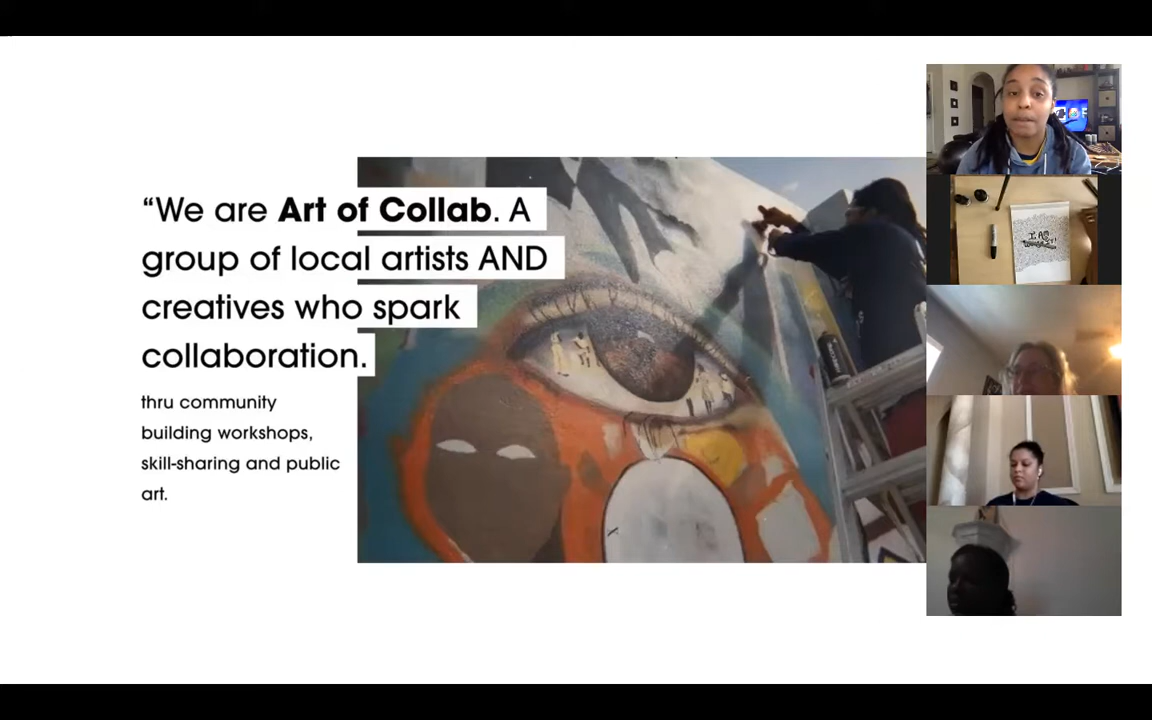 “We are Art of Collab. A
group of local artists AND
creatives who spark
collaboration.
thru community
building workshops,
skill-sharing and public
art.
I AM